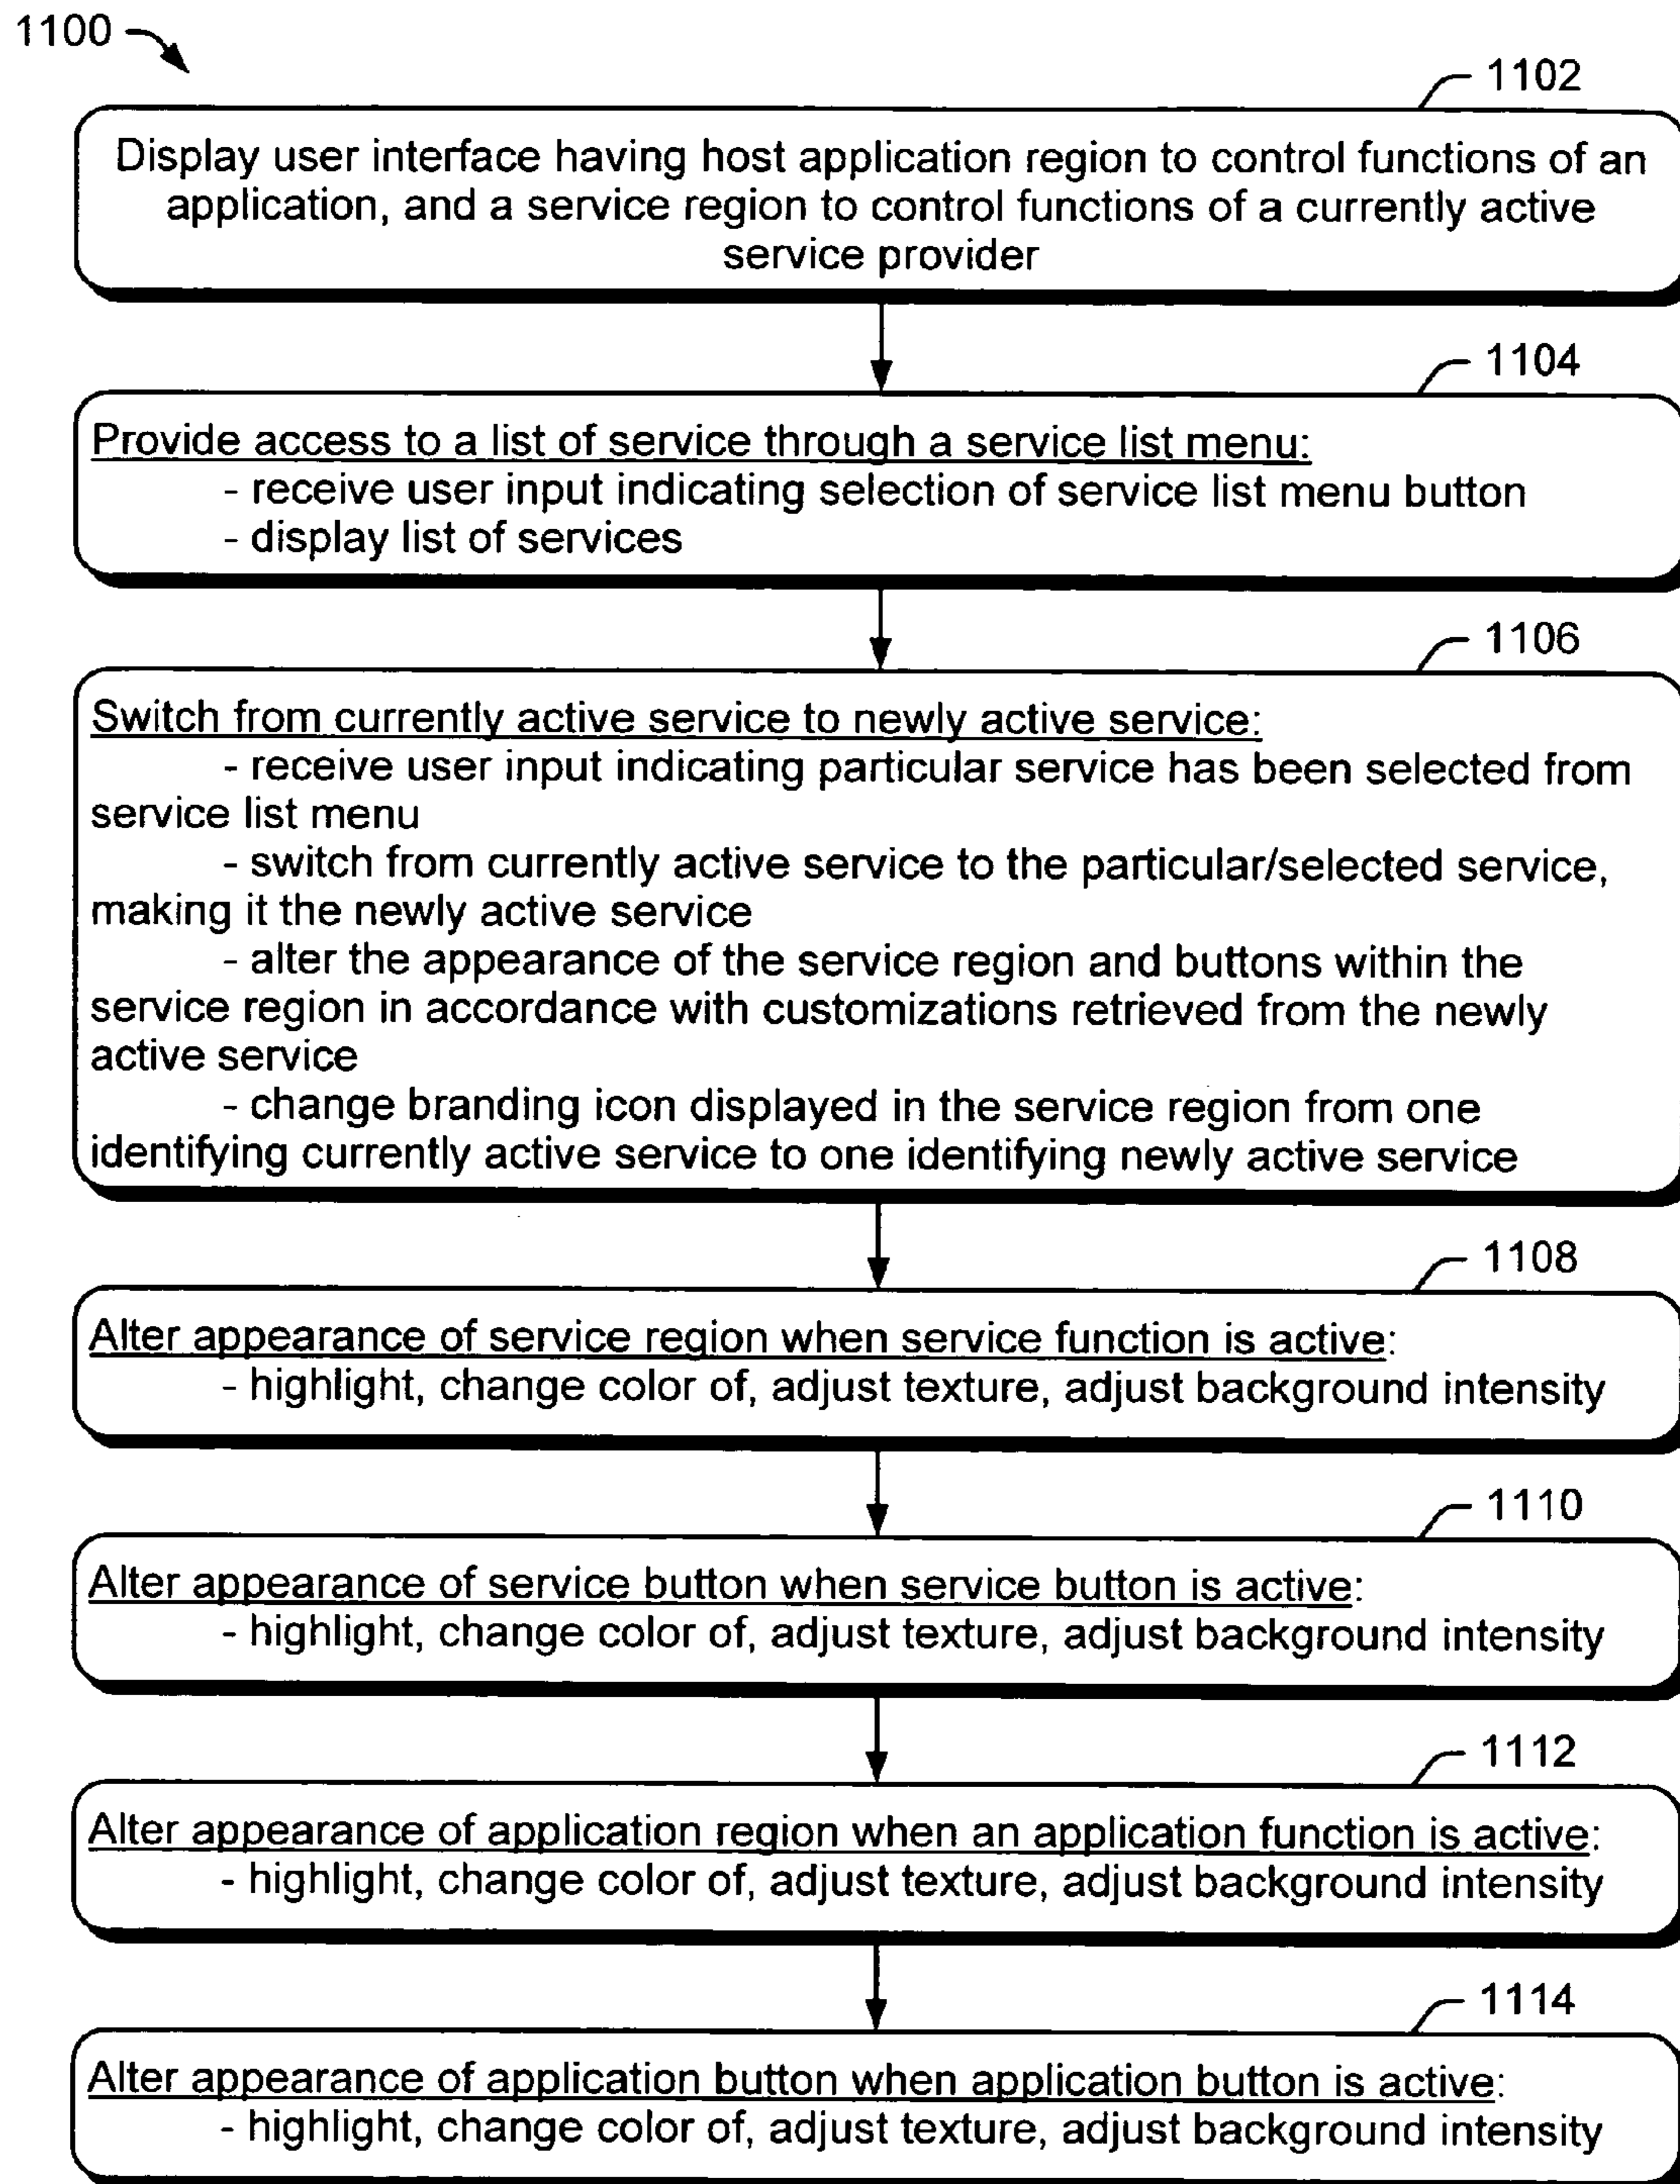 1100
1102
Display user interface having host application region to control functions of an
application, and a service region to control functions of a currently active
service provider
1104
Provide access to a list of service through a service list menu:
- receive user input indicating selection of service list menu button
- display list of services
1106
Switch from currently active service to newly active service:
- receive user input indicating particular service has been selected from
service list menu
- switch from currently active service to the particular/selected service,
making it the newly active service
- alter the appearance of the service region and buttons within the
service region in accordance with customizations retrieved from the newly
active service
- change branding icon displayed in the service region from one
identifying currently active service to one identifying newly active service
1108
Alter appearance of service region when service function is active:
- highlight, change color of, adjust texture, adjust background intensity
1110
Alter appearance of service button when service button is active:
- highlight, change color of, adjust texture, adjust background intensity
1112
Alter appearance of application region when an application function is active:
- highlight, change color of, adjust texture, adjust background intensity
1114
Alter appearance of application button when application button is active:
- highlight, change color of, adjust texture, adjust background intensity